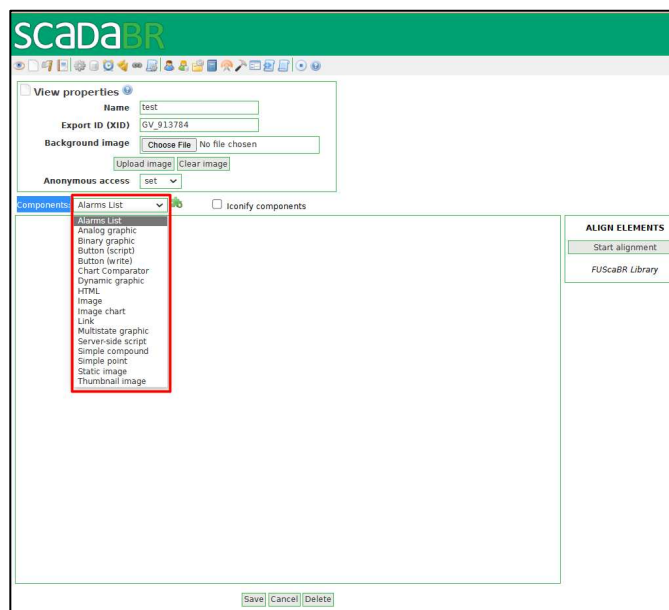 scadaBR
View properties
Name test
Export ID (XID) GV_913784
Background image Choose File No file chosen
Upload image Clear image
Anonymous access set
Components: Alarms List Iconify components
Alarms List
Analog graphic
Binary graphic
Button (script)
Button (write)
Chart Comparator
Dynamic graphic
HTML
Image
Image chart
Link
Multistate graphic
Server-side script
Simple compound
Simple point
Static image
Thumbnail image
ALIGN ELEMENTS
Start alignment
FUScaBR Library
Save Cancel Delete